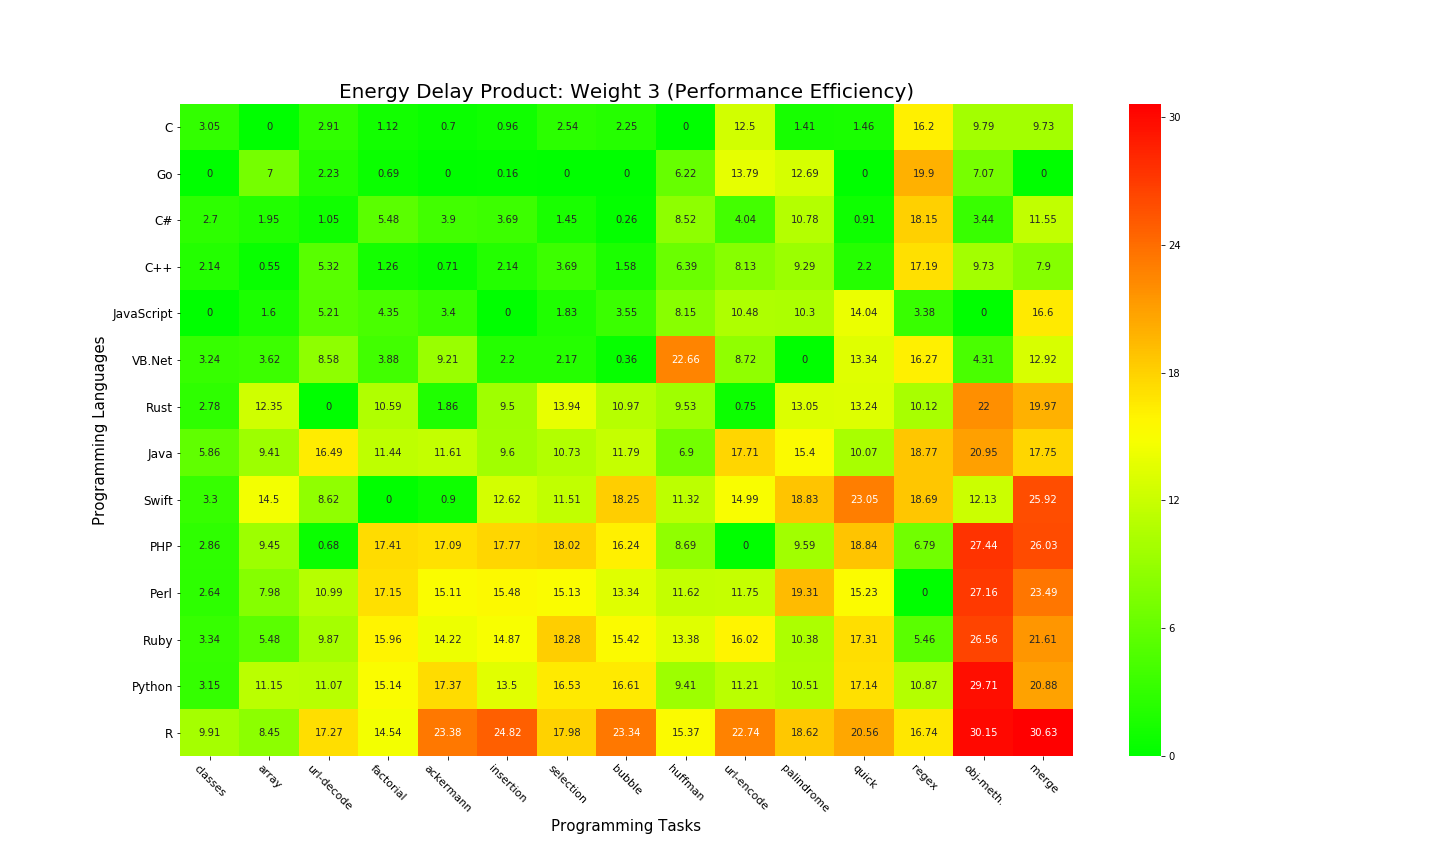 Energy Delay Product: Weight 3 (Performance Efficiency)
C 3.05 0 2.91 1.12 0.7 0.96 2.54 2.25 0 12.5 1.41 1.46 16.2 9.79 9.73
Go 0 7 2.23 0.69 0 0.16 0 0 6.22 13.79 12.69 0 19.9 7.07 0
C# 2.7 1.95 1.05 5.48 3.9 3.69 1.45 0.26 8.52 4.04 10.78 0.91 18.15 3.44 11.55
C++ 2.14 0.55 5.32 1.26 0.71 2.14 3.69 1.58 6.39 8.13 9.29 2.2 17.19 9.73 7.9
JavaScript 0 1.6 5.21 4.35 3.4 0 1.83 3.55 8.15 10.48 10.3 14.04 3.38 0 16.6
VB.Net 3.24 3.62 8.58 3.88 9.21 2.2 2.17 0.36 22.66 8.72 0 13.34 16.27 4.31 12.92
Rust 2.78 12.35 0 10.59 1.86 9.5 13.94 10.97 9.53 0.75 13.05 13.24 10.12 22 19.97
Java 5.86 9.41 16.49 11.44 11.61 9.6 10.73 11.79 6.9 17.71 15.4 10.07 18.77 20.95 17.75
Swift 3.3 14.5 8.62 0 0.9 12.62 11.51 18.25 11.32 14.99 18.83 23.05 18.69 12.13 25.92
PHP 2.86 9.45 0.68 17.41 17.09 17.77 18.02 16.24 8.69 0 9.59 18.84 6.79 27.44 26.03
Perl 2.64 7.98 10.99 17.15 15.11 15.48 15.13 13.34 11.62 11.75 19.31 15.23 0 27.16 23.49
Ruby 3.34 5.48 9.87 15.96 14.22 14.87 18.28 15.42 13.38 16.02 10.38 17.31 5.46 26.56 21.61
Python 3.15 11.15 11.07 15.14 17.37 13.5 16.53 16.61 9.41 11.21 10.51 17.14 10.87 29.71 20.88
R 9.91 8.45 17.27 14.54 23.38 24.82 17.98 23.34 15.37 22.74 18.62 20.56 16.74 30.15 30.63
classes array url-decode factorial ackermann insertion selection bubble huffman url-encode palindrome quick regex obj-meth. merge
Programming Tasks
Programming Languages
30
24
18
12
6
0